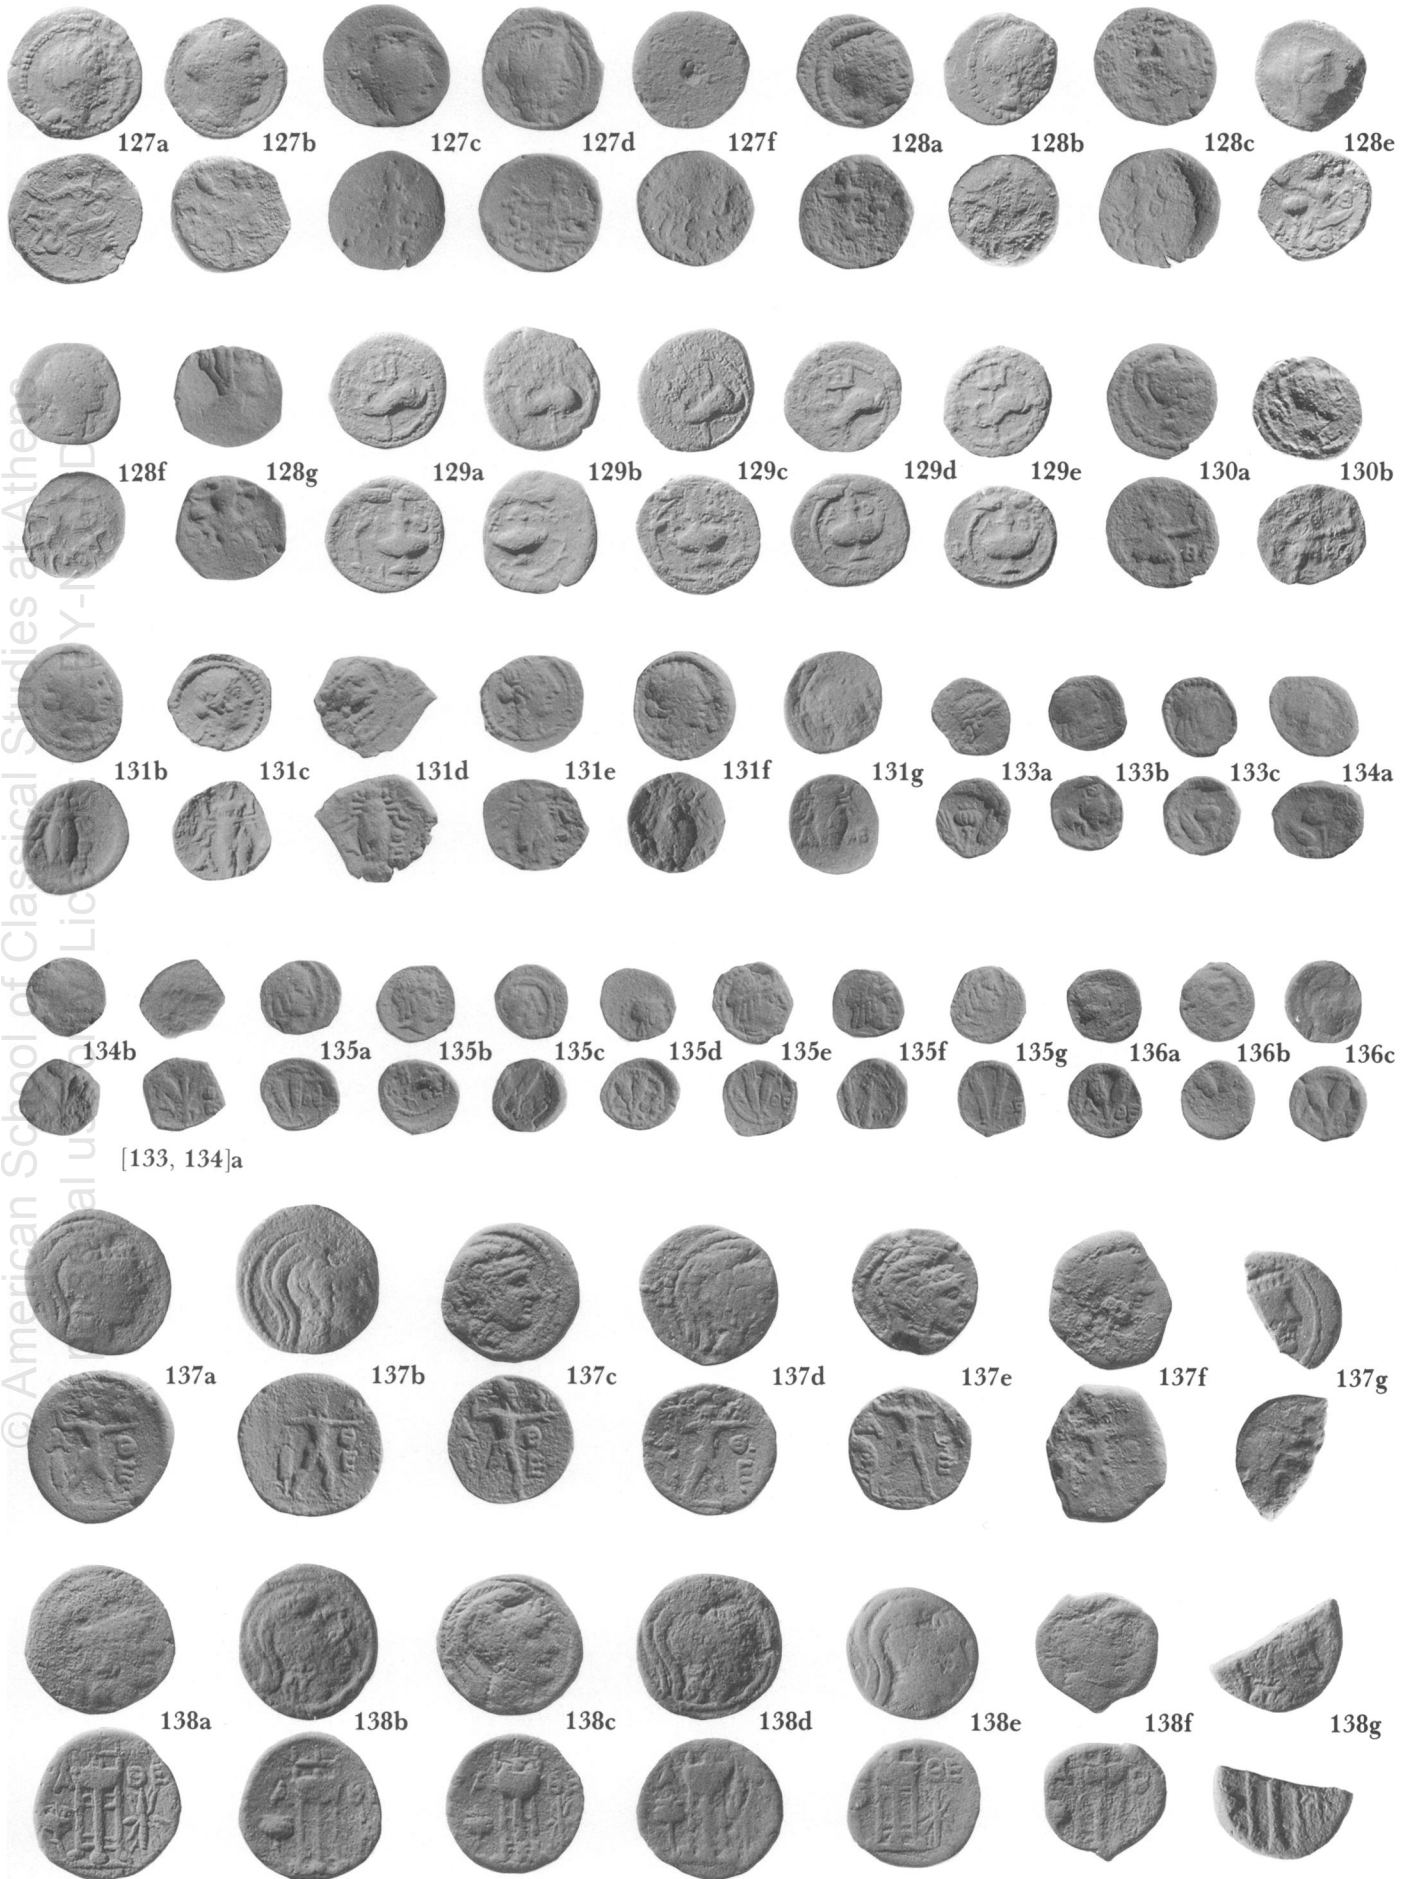 127a 127b 127c 127d 127f 128a 128b 128c 128e
128f 128g 129a 129b 129c 129d 129e 130a 130b
131b 131c 131d 131e 131f 131g 133a 133b 133c 134a
134b 135a 135b 135c 135d 135e 135f 135g 136a 136b 136c
[133, 134]a
137a 137b 137c 137d 137e 137f 137g
138a 138b 138c 138d 138e 138f 138g
© American School of Classical Studies at Athens